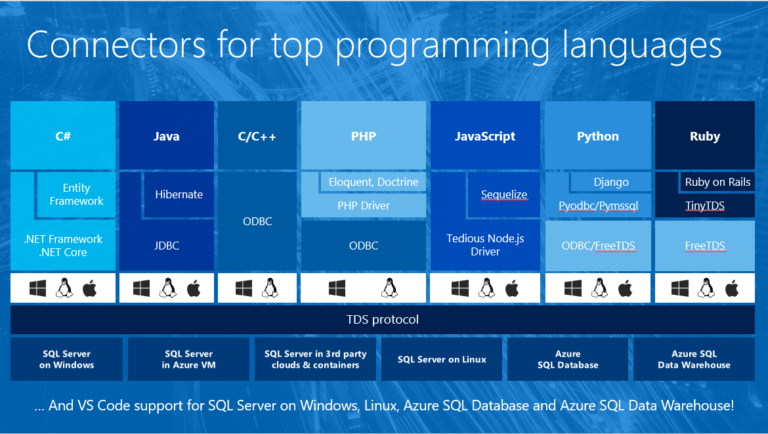 Connectors for top programming languages
C#
Java
C/C++
PHP
JavaScript
Python
Ruby
Entity
Framework
.NET Framework
.NET Core
Hibernate
JDBC
ODBC
Eloquent, Doctrine
PHP Driver
ODBC
Sequelize
Tedious Node.js
Driver
Django
Pyodbc/Pymssql
ODBC/FreeTDS
Ruby on Rails
TinyTDS
FreeTDS
TDS protocol
SQL Server
on Windows
SQL Server
in Azure VM
SQL Server in 3rd party
clouds & containers
SQL Server on Linux
Azure
SQL Database
Azure SQL
Data Warehouse
... And VS Code support for SQL Server on Windows, Linux, Azure SQL Database and Azure SQL Data Warehouse!